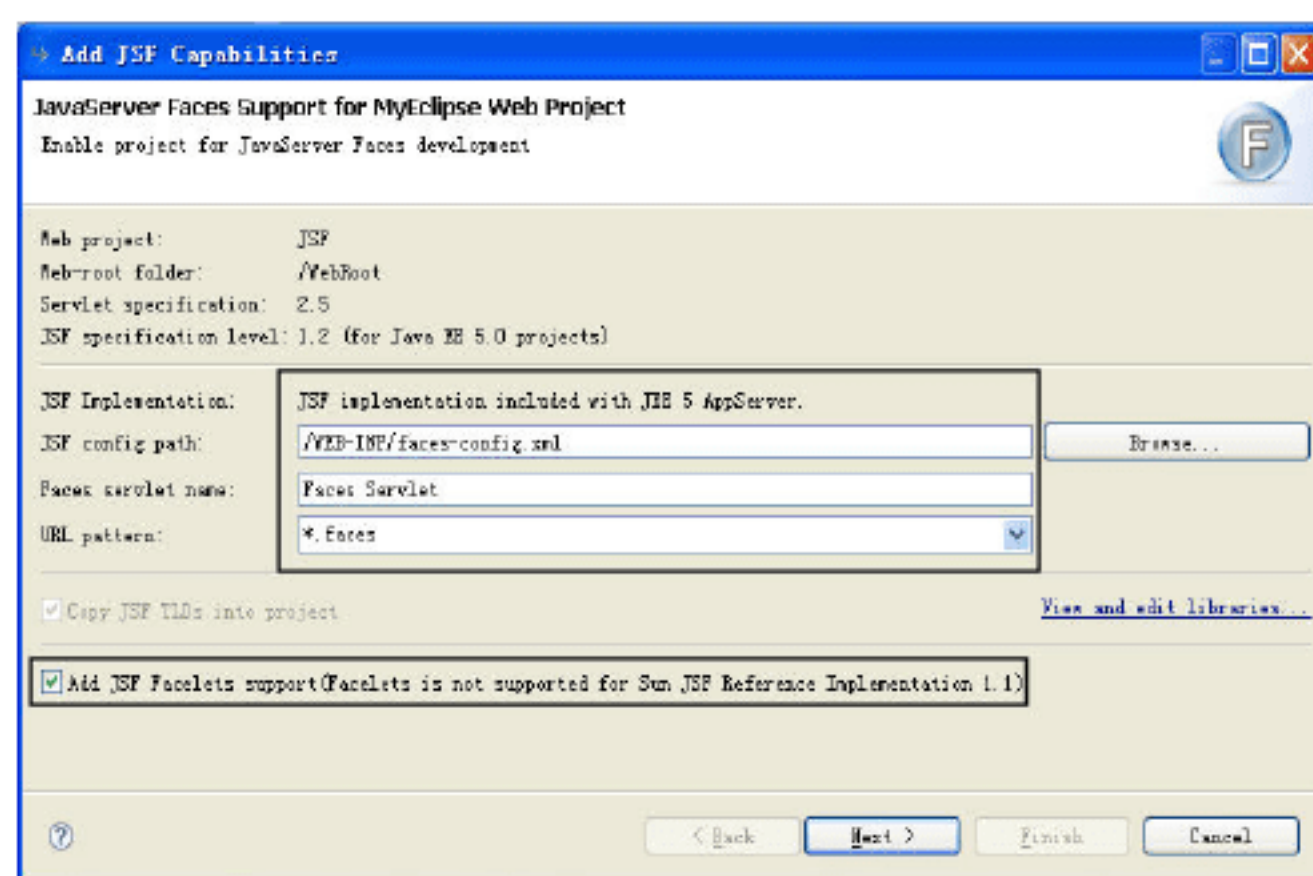 Add JSF Capabilities
JavaServer Faces Support for MyEclipse Web Project
Enable project for JavaServer Faces development
Web project: JSF
Web-root folder: /WebRoot
Servlet specification: 2.5
JSF specification level: 1.2 (for Java EE 5.0 projects)
JSF Implementation: JSF implementation included with JEE 5 AppServer.
JSF config path: /WEB-INF/faces-config.xml Browse...
Faces servlet name: Faces Servlet
URL pattern: *.faces
Copy JSF TLDs into project
View and edit libraries...
Add JSF Facelets support(Facelets is not supported for Sun JSF Reference Implementation 1.1)
< Back Next > Finish Cancel